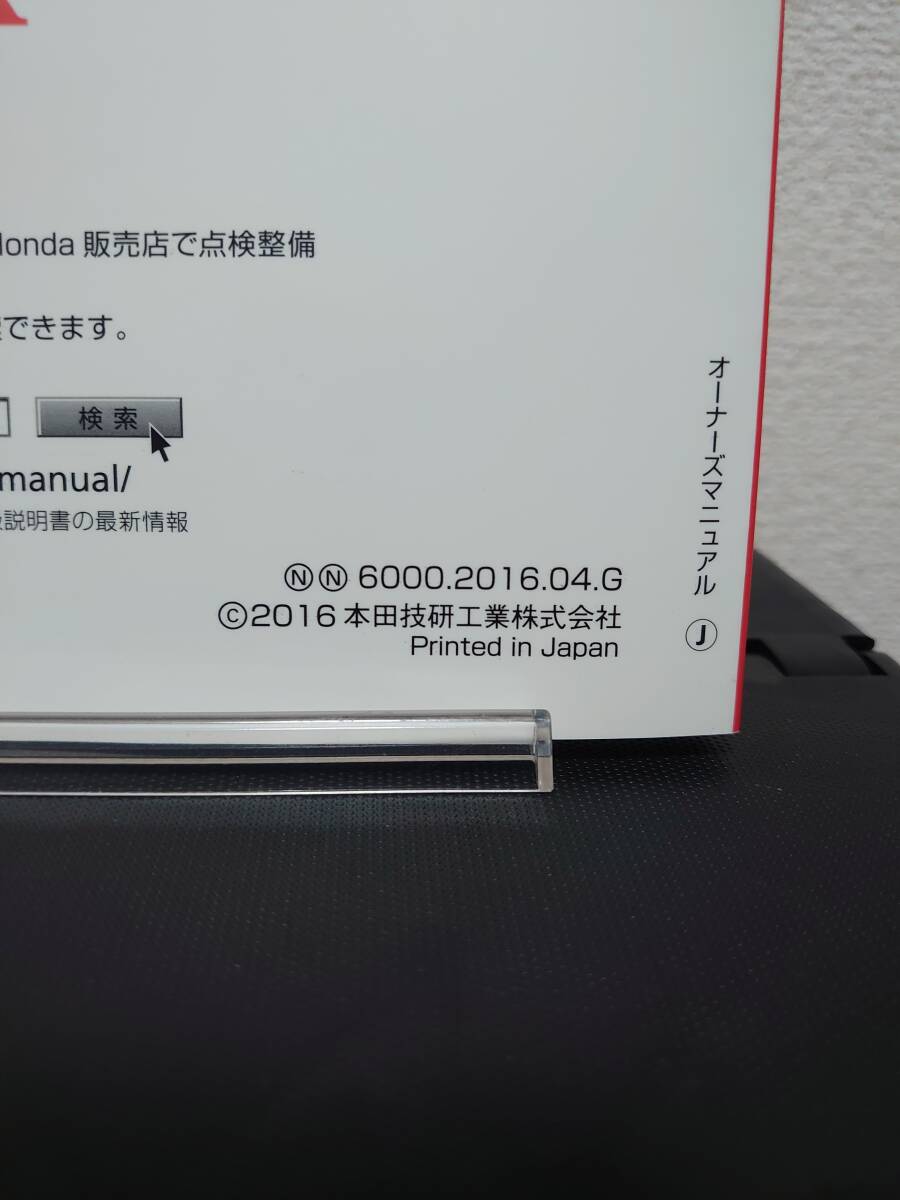 Honda 販売店で点検整備
できます。
検索
manual/
説明書の最新情報
ⓃⓃ 6000.2016.04.G
©2016 本田技研工業株式会社
Printed in Japan
オーナーズマニュアル Ⓙ